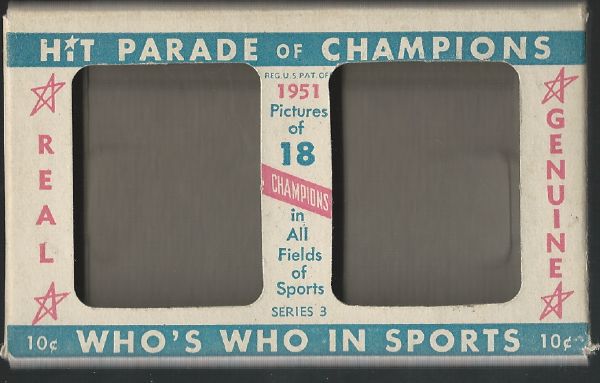 HiT PARADE OF CHAMPIONS
REG. U.S. PAT. OFF
1951
Pictures
of
18
CHAMPIONS
in
All
Fields
of
Sports
SERIES 3
REAL
GENUINE
10¢ WHO'S WHO IN SPORTS 10¢